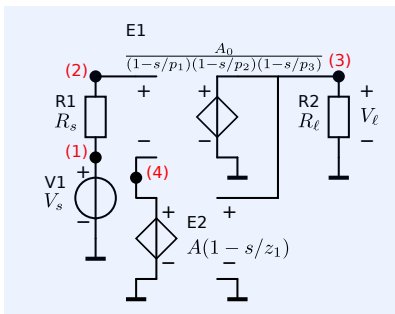 E1
A₀
(1−s/p₁)(1−s/p₂)(1−s/p₃)
(2) (3)
+ + +
R1 R2
Rₛ Rℓ Vℓ
− − −
(1)
+
(4)
V1
Vₛ
+ +
E2
− A(1 − s/z₁)
− −